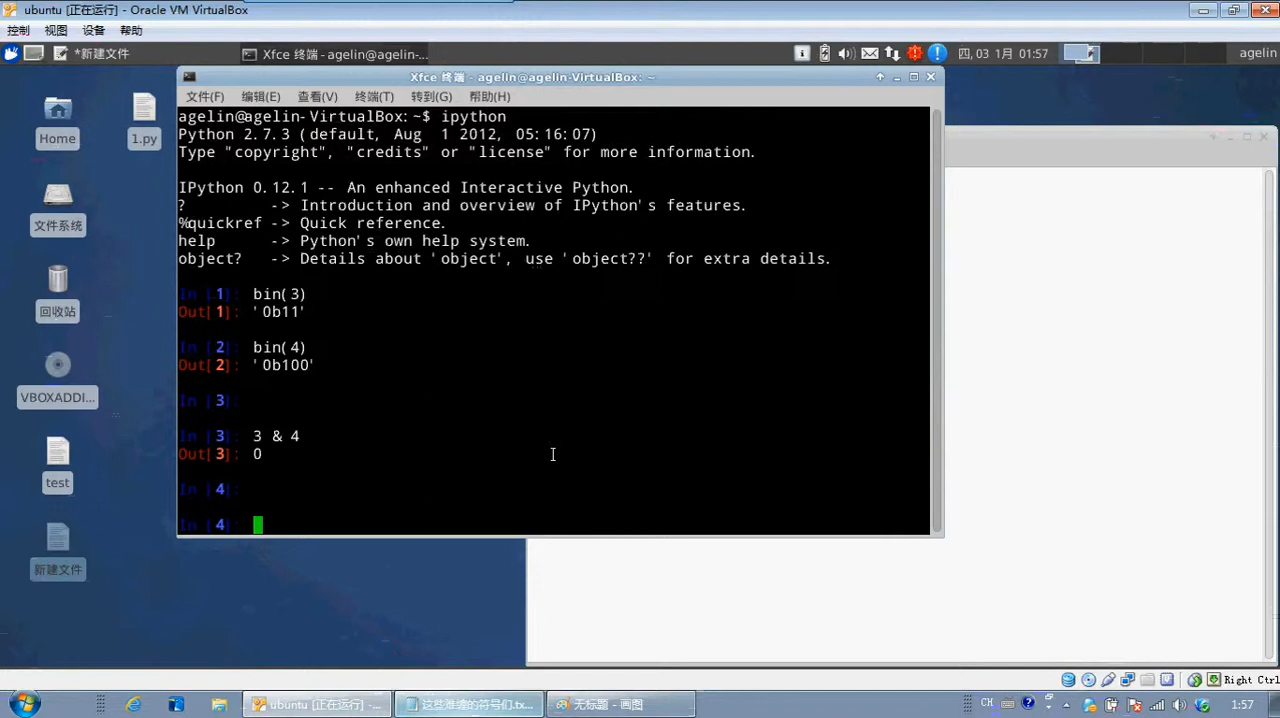 ubuntu [正在运行] - Oracle VM VirtualBox
控制 视图 设备 帮助
*新建文件
Xfce 终端 - agelin@agelin-...
四, 03 1月 01:57
agelin
Xfce 终端 - agelin@agelin-VirtualBox: ~
文件(F) 编辑(E) 查看(V) 终端(T) 转到(G) 帮助(H)
Home
1.py
文件系统
回收站
VBOXADDI...
test
新建文件
agelin@agelin-VirtualBox:~$ ipython
Python 2.7.3 (default, Aug 1 2012, 05:16:07)
Type "copyright", "credits" or "license" for more information.
IPython 0.12.1 -- An enhanced Interactive Python.
? -> Introduction and overview of IPython's features.
%quickref -> Quick reference.
help -> Python's own help system.
object? -> Details about 'object', use 'object??' for extra details.
In [1]: bin(3)
Out[1]: '0b11'
In [2]: bin(4)
Out[2]: '0b100'
In [3]:
In [3]: 3 & 4
Out[3]: 0
In [4]:
In [4]:
Right Ctrl
ubuntu [正在运行] -...
这些难缠的符号们.tx...
无标题 - 画图
CH
1:57